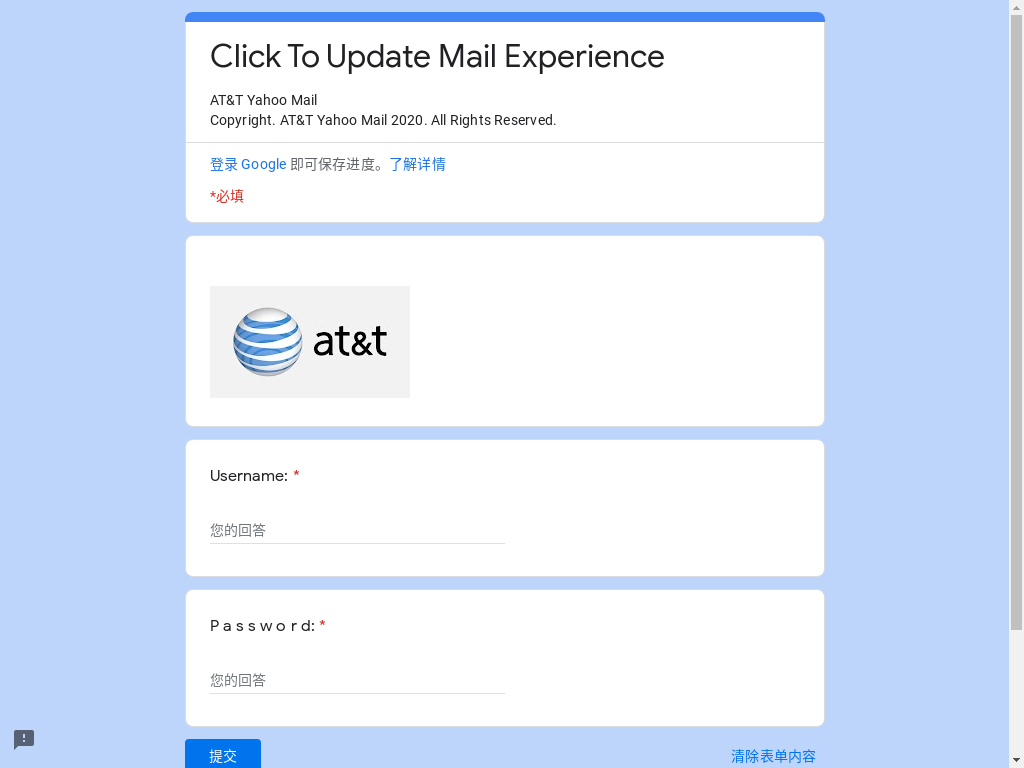 Click To Update Mail Experience
AT&T Yahoo Mail
Copyright. AT&T Yahoo Mail 2020. All Rights Reserved.
登录 Google 即可保存进度。了解详情
*必填
at&t
Username: *
您的回答
P a s s w o r d: *
您的回答
提交 清除表单内容